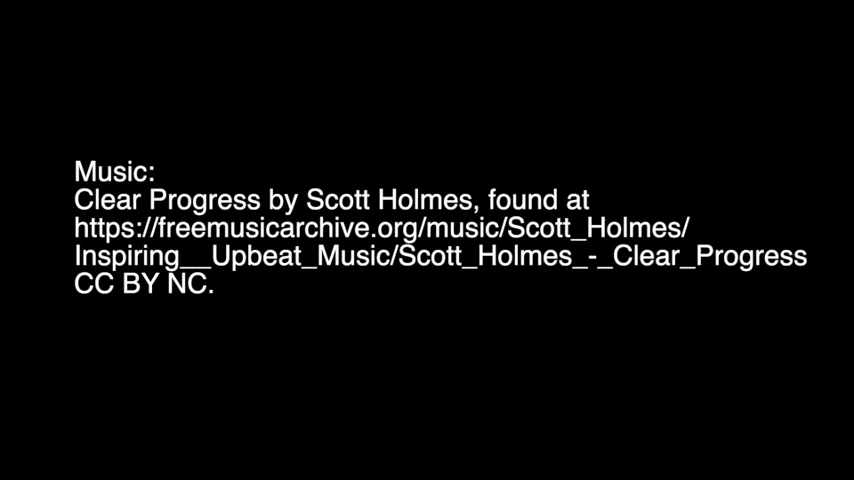 Music:
Clear Progress by Scott Holmes, found at
https://freemusicarchive.org/music/Scott_Holmes/
Inspiring__Upbeat_Music/Scott_Holmes_-_Clear_Progress
CC BY NC.